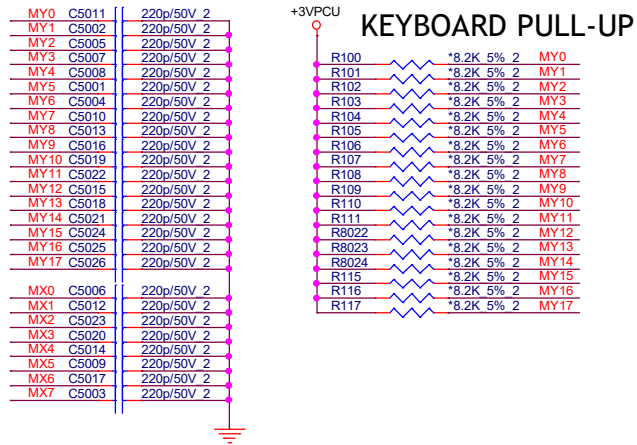 MY0 C5011 220p/50V_2
MY1 C5002 220p/50V_2
MY2 C5005 220p/50V_2
MY3 C5007 220p/50V_2
MY4 C5008 220p/50V_2
MY5 C5001 220p/50V_2
MY6 C5004 220p/50V_2
MY7 C5010 220p/50V_2
MY8 C5013 220p/50V_2
MY9 C5016 220p/50V_2
MY10 C5019 220p/50V_2
MY11 C5022 220p/50V_2
MY12 C5015 220p/50V_2
MY13 C5018 220p/50V_2
MY14 C5021 220p/50V_2
MY15 C5024 220p/50V_2
MY16 C5025 220p/50V_2
MY17 C5026 220p/50V_2
MX0 C5006 220p/50V_2
MX1 C5012 220p/50V_2
MX2 C5023 220p/50V_2
MX3 C5020 220p/50V_2
MX4 C5014 220p/50V_2
MX5 C5009 220p/50V_2
MX6 C5017 220p/50V_2
MX7 C5003 220p/50V_2
+3VPCU
KEYBOARD PULL-UP
R100 *8.2K_5%_2 MY0
R101 *8.2K_5%_2 MY1
R102 *8.2K_5%_2 MY2
R103 *8.2K_5%_2 MY3
R104 *8.2K_5%_2 MY4
R105 *8.2K_5%_2 MY5
R106 *8.2K_5%_2 MY6
R107 *8.2K_5%_2 MY7
R108 *8.2K_5%_2 MY8
R109 *8.2K_5%_2 MY9
R110 *8.2K_5%_2 MY10
R111 *8.2K_5%_2 MY11
R8022 *8.2K_5%_2 MY12
R8023 *8.2K_5%_2 MY13
R8024 *8.2K_5%_2 MY14
R115 *8.2K_5%_2 MY15
R116 *8.2K_5%_2 MY16
R117 *8.2K_5%_2 MY17